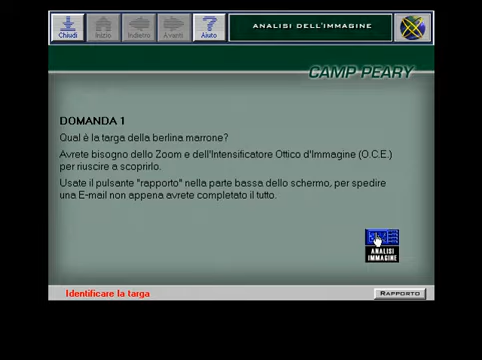 Chiudi
Inizio
Indietro
Avanti
Aiuto
ANALISI DELL'IMMAGINE
CAMP-PEARY
DOMANDA 1
Qual é la targa della berlina marrone?
Avrete bisogno dello Zoom e dell'Intensificatore Ottico d'Immagine (O.C.E.)
per riuscire a scoprirlo.
Usate il pulsante "rapporto" nella parte bassa dello schermo, per spedire
una E-mail non appena avrete completato il tutto.
ANALISI
IMMAGINE
Identificare la targa
RAPPORTO